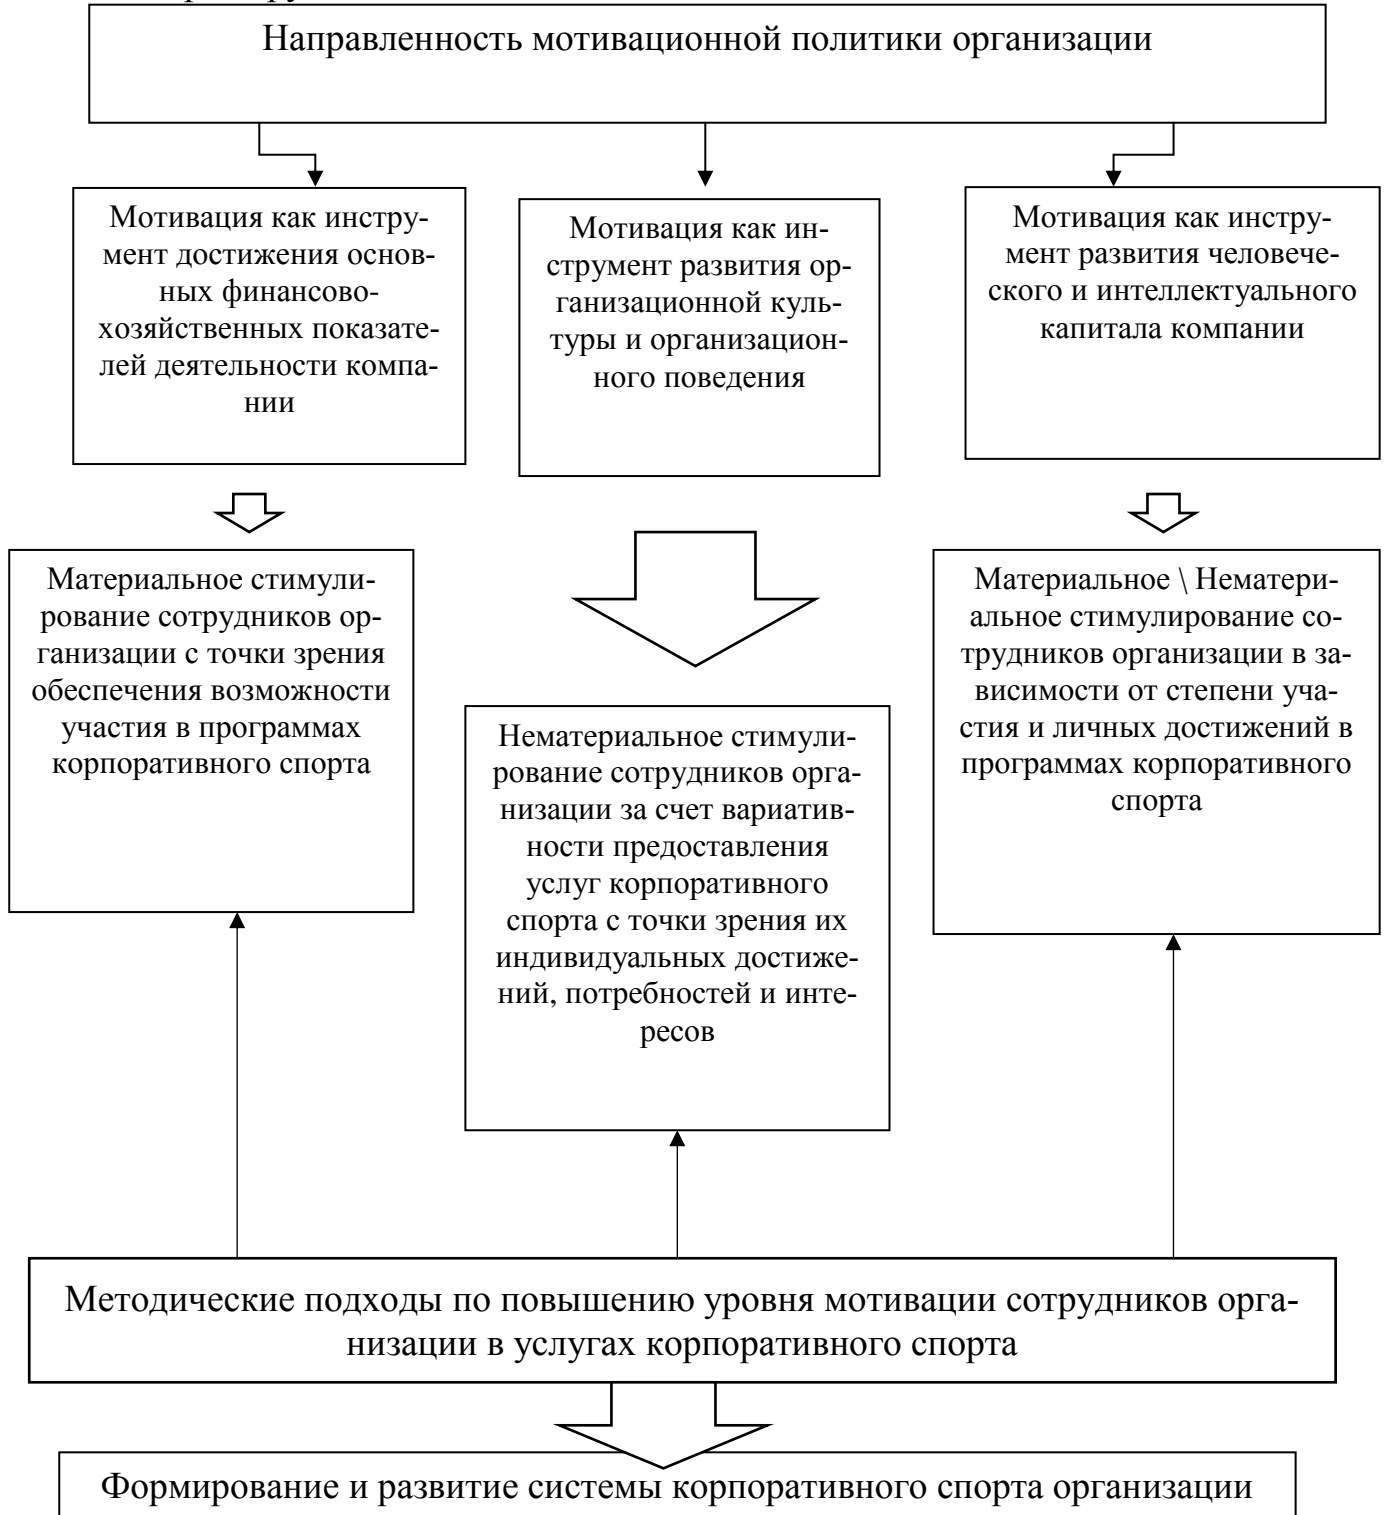 Направленность мотивационной политики организации
Мотивация как инстру-
мент достижения основ-
ных финансово-
хозяйственных показате-
лей деятельности компа-
нии
Мотивация как ин-
струмент развития ор-
ганизационной куль-
туры и организацион-
ного поведения
Мотивация как инстру-
мент развития человече-
ского и интеллектуального
капитала компании
Материальное стимули-
рование сотрудников ор-
ганизации с точки зрения
обеспечения возможности
участия в программах
корпоративного спорта
Нематериальное стимули-
рование сотрудников орга-
низации за счет вариатив-
ности предоставления
услуг корпоративного
спорта с точки зрения их
индивидуальных достиже-
ний, потребностей и инте-
ресов
Материальное \ Нематери-
альное стимулирование со-
трудников организации в за-
висимости от степени уча-
стия и личных достижений в
программах корпоративного
спорта
Методические подходы по повышению уровня мотивации сотрудников орга-
низации в услугах корпоративного спорта
Формирование и развитие системы корпоративного спорта организации